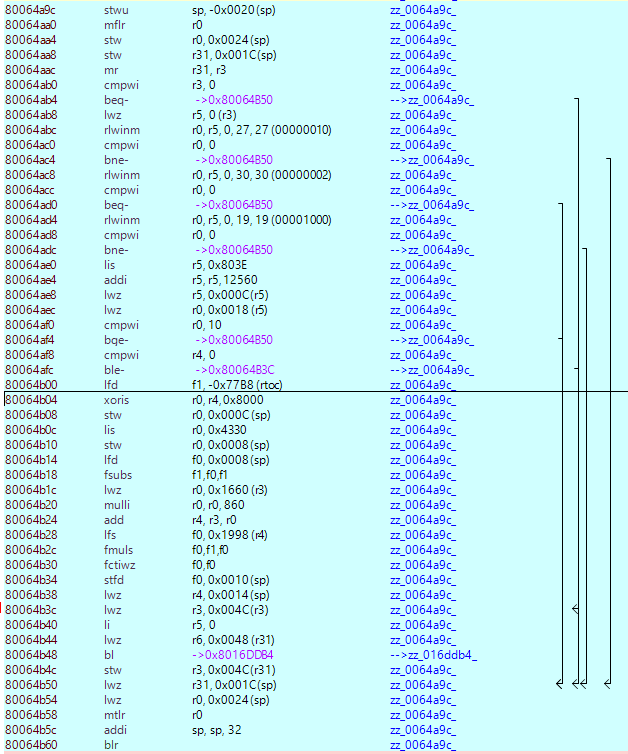 80064a9c stwu sp, -0x0020 (sp) zz_0064a9c_
80064aa0 mflr r0 zz_0064a9c_
80064aa4 stw r0, 0x0024 (sp) zz_0064a9c_
80064aa8 stw r31, 0x001C (sp) zz_0064a9c_
80064aac mr r31, r3 zz_0064a9c_
80064ab0 cmpwi r3, 0 zz_0064a9c_
80064ab4 beq- ->0x80064B50 -->zz_0064a9c_
80064ab8 lwz r5, 0 (r3) zz_0064a9c_
80064abc rlwinm r0, r5, 0, 27, 27 (00000010) zz_0064a9c_
80064ac0 cmpwi r0, 0 zz_0064a9c_
80064ac4 bne- ->0x80064B50 -->zz_0064a9c_
80064ac8 rlwinm r0, r5, 0, 30, 30 (00000002) zz_0064a9c_
80064acc cmpwi r0, 0 zz_0064a9c_
80064ad0 beq- ->0x80064B50 -->zz_0064a9c_
80064ad4 rlwinm r0, r5, 0, 19, 19 (00001000) zz_0064a9c_
80064ad8 cmpwi r0, 0 zz_0064a9c_
80064adc bne- ->0x80064B50 -->zz_0064a9c_
80064ae0 lis r5, 0x803E zz_0064a9c_
80064ae4 addi r5, r5, 12560 zz_0064a9c_
80064ae8 lwz r5, 0x000C (r5) zz_0064a9c_
80064aec lwz r0, 0x0018 (r5) zz_0064a9c_
80064af0 cmpwi r0, 10 zz_0064a9c_
80064af4 bge- ->0x80064B50 -->zz_0064a9c_
80064af8 cmpwi r4, 0 zz_0064a9c_
80064afc ble- ->0x80064B3C -->zz_0064a9c_
80064b00 lfd f1, -0x77B8 (rtoc) zz_0064a9c_
80064b04 xoris r0, r4, 0x8000 zz_0064a9c_
80064b08 stw r0, 0x000C (sp) zz_0064a9c_
80064b0c lis r0, 0x4330 zz_0064a9c_
80064b10 stw r0, 0x0008 (sp) zz_0064a9c_
80064b14 lfd f0, 0x0008 (sp) zz_0064a9c_
80064b18 fsubs f1,f0,f1 zz_0064a9c_
80064b1c lwz r0, 0x1660 (r3) zz_0064a9c_
80064b20 mulli r0, r0, 860 zz_0064a9c_
80064b24 add r4, r3, r0 zz_0064a9c_
80064b28 lfs f0, 0x1998 (r4) zz_0064a9c_
80064b2c fmuls f0,f1,f0 zz_0064a9c_
80064b30 fctiwz f0,f0 zz_0064a9c_
80064b34 stfd f0, 0x0010 (sp) zz_0064a9c_
80064b38 lwz r4, 0x0014 (sp) zz_0064a9c_
80064b3c lwz r3, 0x004C (r3) zz_0064a9c_
80064b40 li r5, 0 zz_0064a9c_
80064b44 lwz r6, 0x0048 (r31) zz_0064a9c_
80064b48 bl ->0x8016DDB4 -->zz_016ddb4_
80064b4c stw r3, 0x004C (r31) zz_0064a9c_
80064b50 lwz r31, 0x001C (sp) zz_0064a9c_
80064b54 lwz r0, 0x0024 (sp) zz_0064a9c_
80064b58 mtlr r0 zz_0064a9c_
80064b5c addi sp, sp, 32 zz_0064a9c_
80064b60 blr zz_0064a9c_